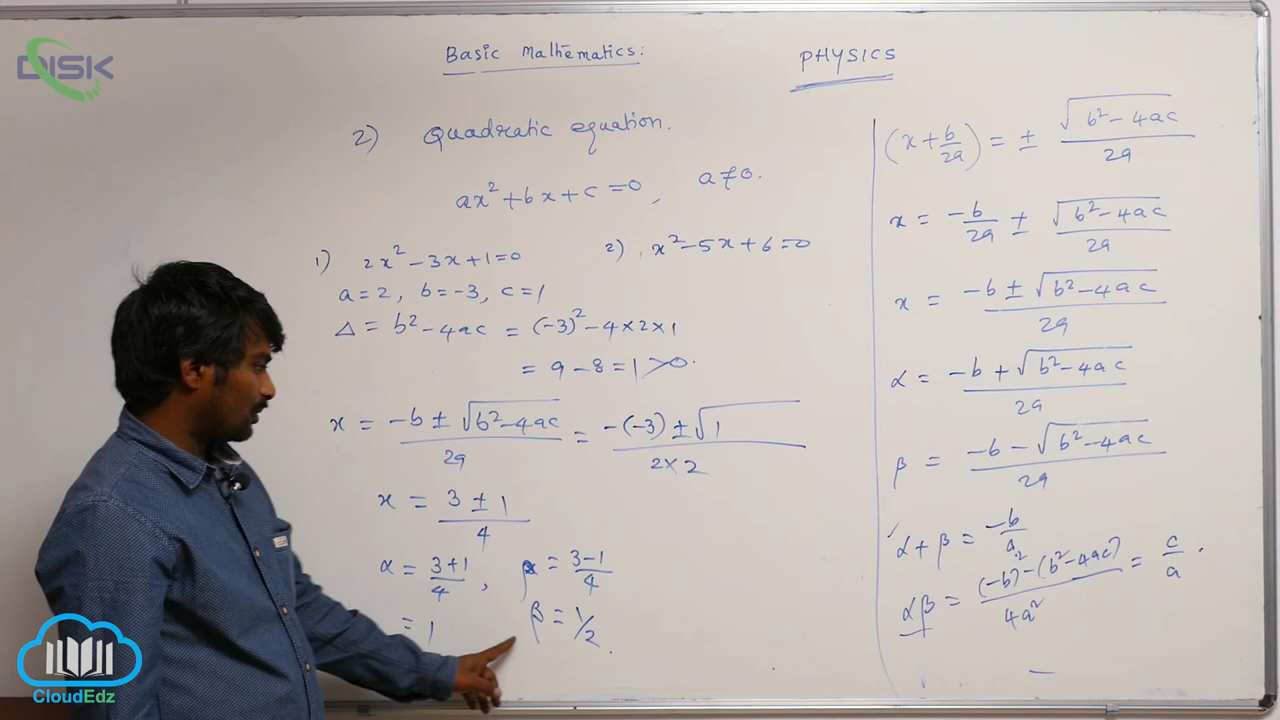 DISK
Basic Mathematics:
PHYSICS
2) Quadratic equation.
ax²+bx+c=0, a≠0.
1) 2x²-3x+1=0
a=2, b=-3, c=1
Δ = b²-4ac = (-3)²-4×2×1
= 9-8=1>0.
x = -b ± √b²-4ac / 2a = -(-3) ± √1 / 2×2
x = 3 ± 1 / 4
α = 3+1 / 4, β = 3-1 / 4
= 1 β = 1/2.
2) x²-5x+6=0
(x+b/2a) = ± √b²-4ac / 2a
x = -b/2a ± √b²-4ac / 2a
x = -b ± √b²-4ac / 2a
α = -b + √b²-4ac / 2a
β = -b - √b²-4ac / 2a
α+β = -b/a
αβ = (-b)²-(b²-4ac) / 4a² = c/a.
CloudEdz